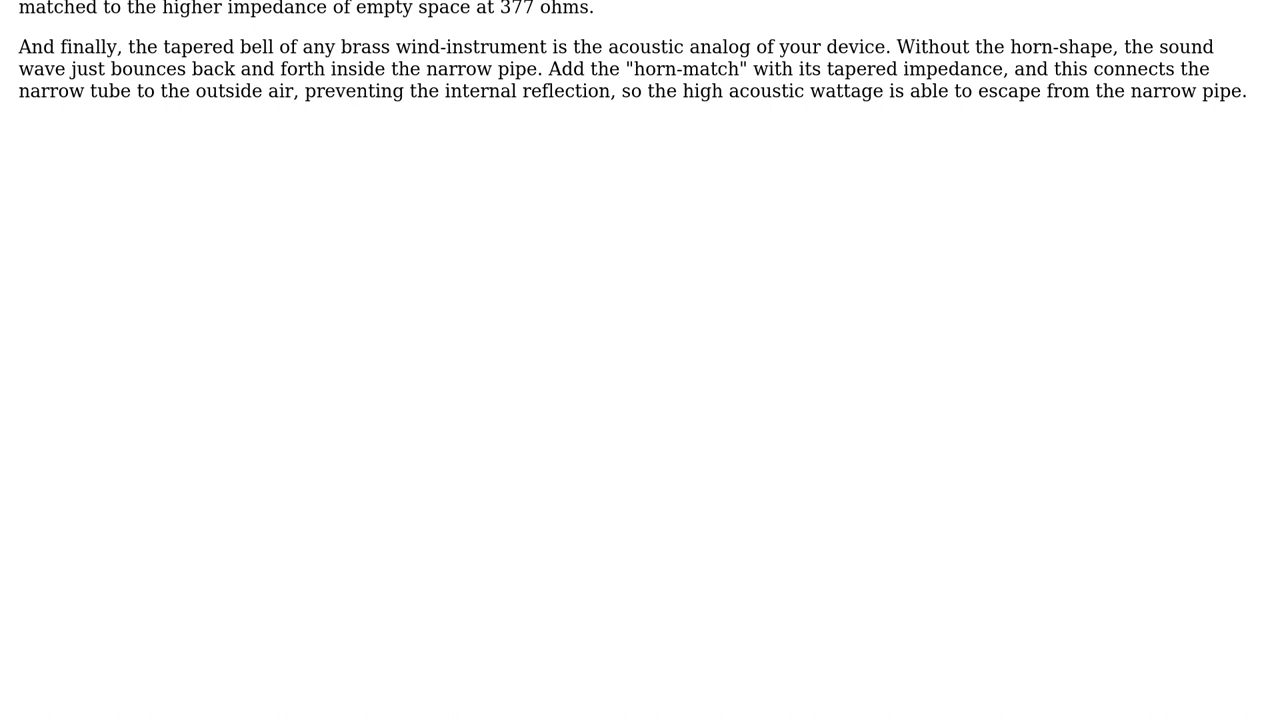 matched to the higher impedance of empty space at 377 ohms.
And finally, the tapered bell of any brass wind-instrument is the acoustic analog of your device. Without the horn-shape, the sound
wave just bounces back and forth inside the narrow pipe. Add the "horn-match" with its tapered impedance, and this connects the
narrow tube to the outside air, preventing the internal reflection, so the high acoustic wattage is able to escape from the narrow pipe.